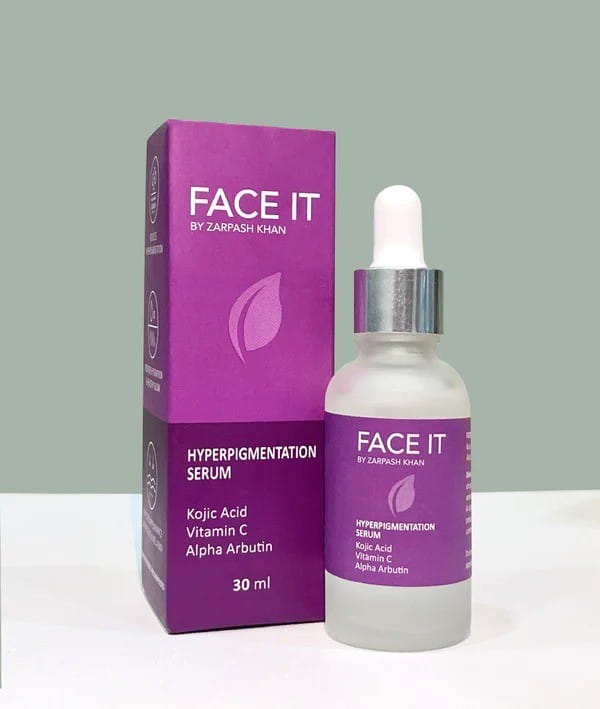 FACE IT
BY ZARPASH KHAN
HYPERPIGMENTATION
SERUM
Kojic Acid
Vitamin C
Alpha Arbutin
30 ml
FACE IT
BY ZARPASH KHAN
HYPERPIGMENTATION
SERUM
Kojic Acid
Vitamin C
Alpha Arbutin